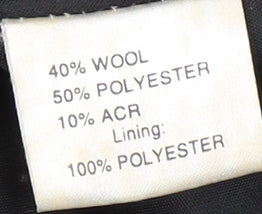 40% WOOL
50% POLYESTER
10% ACR
Lining:
100% POLYESTER